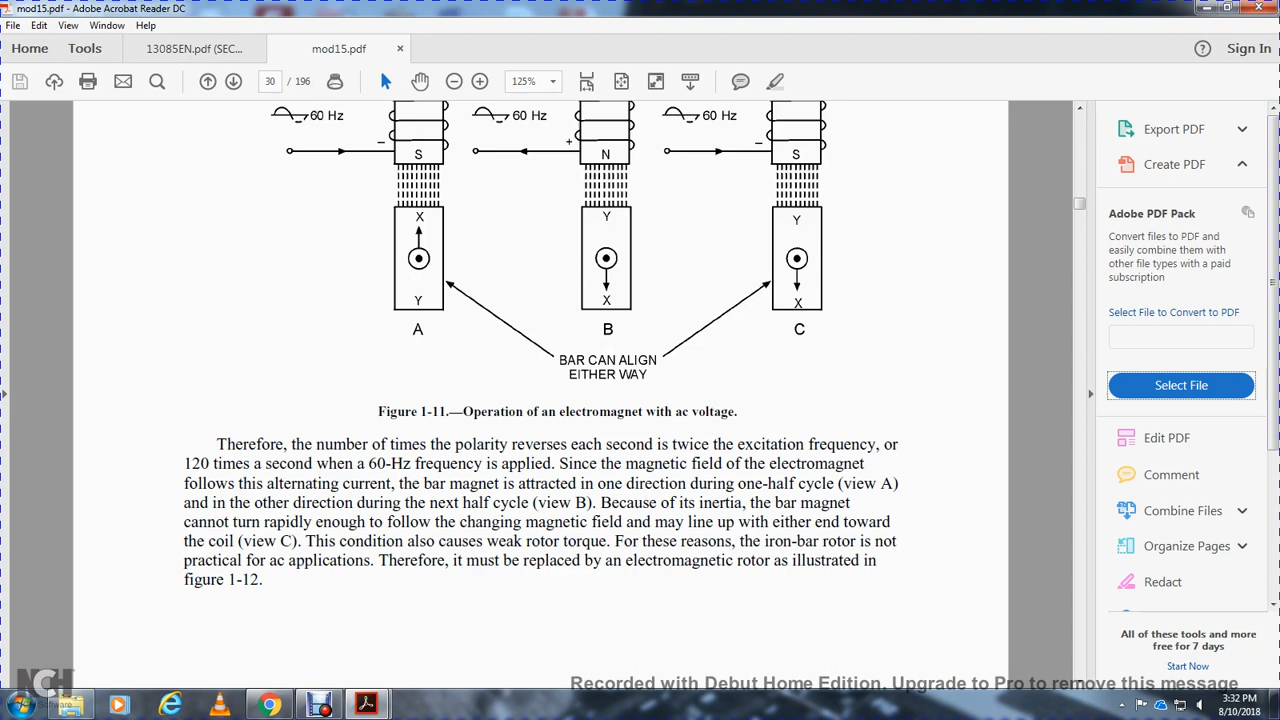 mod15.pdf - Adobe Acrobat Reader DC
File Edit View Window Help
Home Tools 13085EN.pdf (SEC... mod15.pdf × Sign In
30 / 196 125%
60 Hz 60 Hz 60 Hz
− + −
S N S
X Y Y
Y X X
A B C
BAR CAN ALIGN
EITHER WAY
Figure 1-11.—Operation of an electromagnet with ac voltage.
Therefore, the number of times the polarity reverses each second is twice the excitation frequency, or
120 times a second when a 60-Hz frequency is applied. Since the magnetic field of the electromagnet
follows this alternating current, the bar magnet is attracted in one direction during one-half cycle (view A)
and in the other direction during the next half cycle (view B). Because of its inertia, the bar magnet
cannot turn rapidly enough to follow the changing magnetic field and may line up with either end toward
the coil (view C). This condition also causes weak rotor torque. For these reasons, the iron-bar rotor is not
practical for ac applications. Therefore, it must be replaced by an electromagnetic rotor as illustrated in
figure 1-12.
Export PDF
Create PDF
Adobe PDF Pack
Convert files to PDF and
easily combine them with
other file types with a paid
subscription
Select File to Convert to PDF
Select File
Edit PDF
Comment
Combine Files
Organize Pages
Redact
All of these tools and more
free for 7 days
Start Now
NCH
Software
Recorded with Debut Home Edition. Upgrade to Pro to remove this message
3:32 PM
8/10/2018